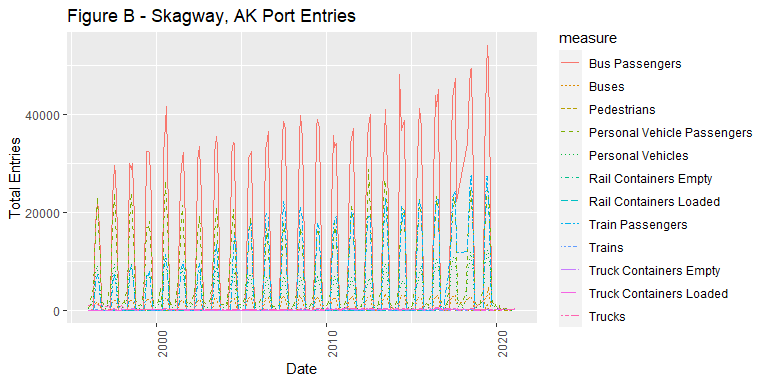 Figure B - Skagway, AK Port Entries
Total Entries
40000
20000
0
2000
2010
2020
Date
measure
Bus Passengers
Buses
Pedestrians
Personal Vehicle Passengers
Personal Vehicles
Rail Containers Empty
Rail Containers Loaded
Train Passengers
Trains
Truck Containers Empty
Truck Containers Loaded
Trucks